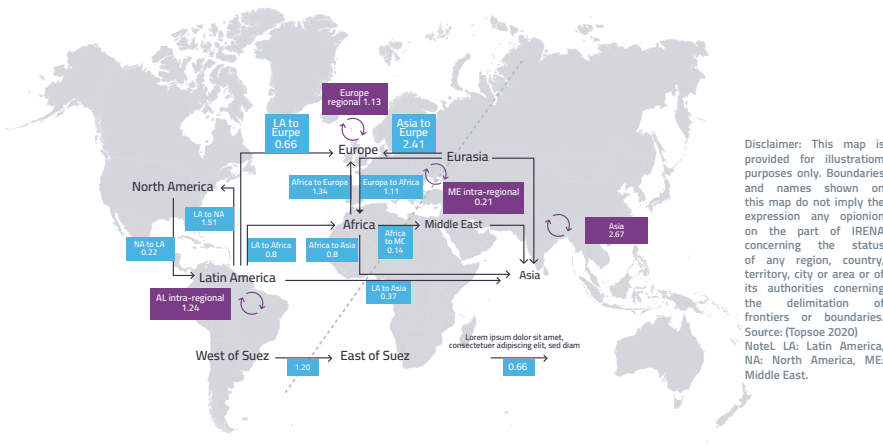 Europe
regional 1.13
LA to
Eurpe
0.66
Asia to
Eurpe
2.41
Europe
Eurasia
North America
Africa to Europa
1.34
Europa to Africa
1.11
ME intra-regional
0.21
LA to NA
1.51
Africa
Middle East
Asia
2.67
NA to LA
0.22
LA to Africa
0.8
Africa to Asia
0.8
Africa
to MC
0.14
Latin America
Asia
AL intra-regional
1.24
LA to Asia
0.37
West of Suez
East of Suez
1.20
Lorem ipsum dolor sit amet,
consectetuer adipiscing elit, sed diam
0.66
Disclaimer: This map is
provided for illustratiom
purposes only. Boundaries
and names shown on
this map do not imply the
expression any opionion
on the part of IRENA
concerning the status
of any region, country,
territory, city or area or of
its authorities conerning
the delimitation of
frontiers or boundaries.
Source: (Topsoe 2020)
NoteL LA: Latin America,
NA: North America, ME:
Middle East.